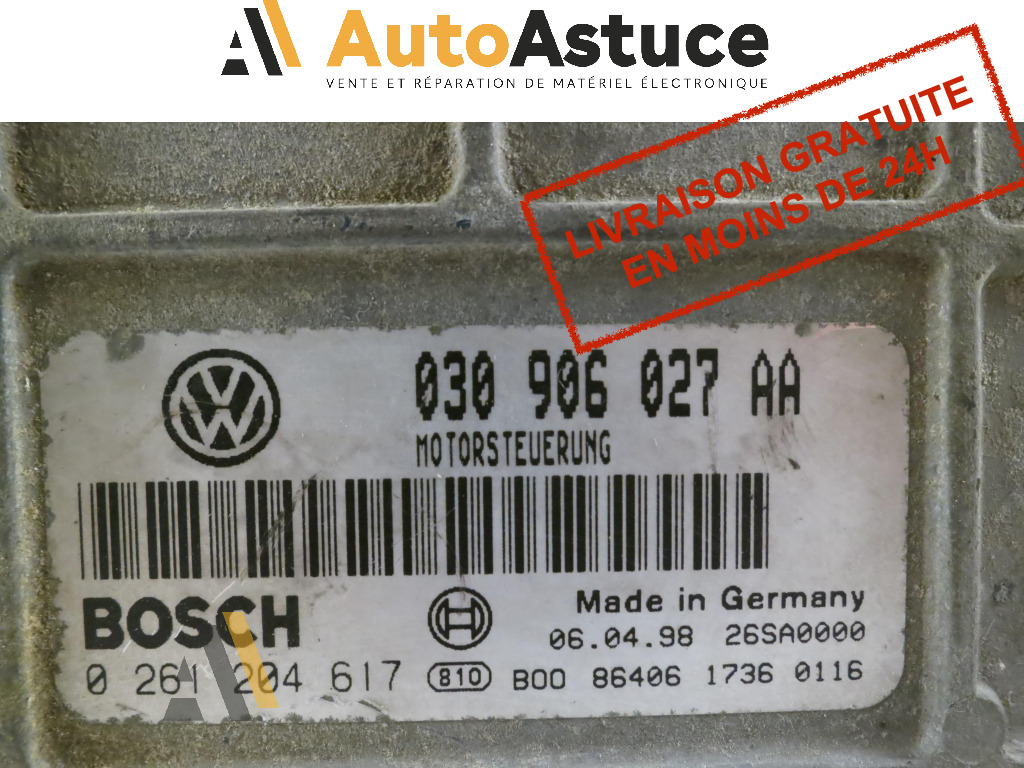 AutoAstuce
VENTE ET RÉPARATION DE MATÉRIEL ÉLECTRONIQUE
LIVRAISON GRATUITE
EN MOINS DE 24H
030 906 027 AA
MOTORSTEUERUNG
BOSCH
Made in Germany
06.04.98 26SA0000
0 261 204 617 810 B00 86406 1736 0116